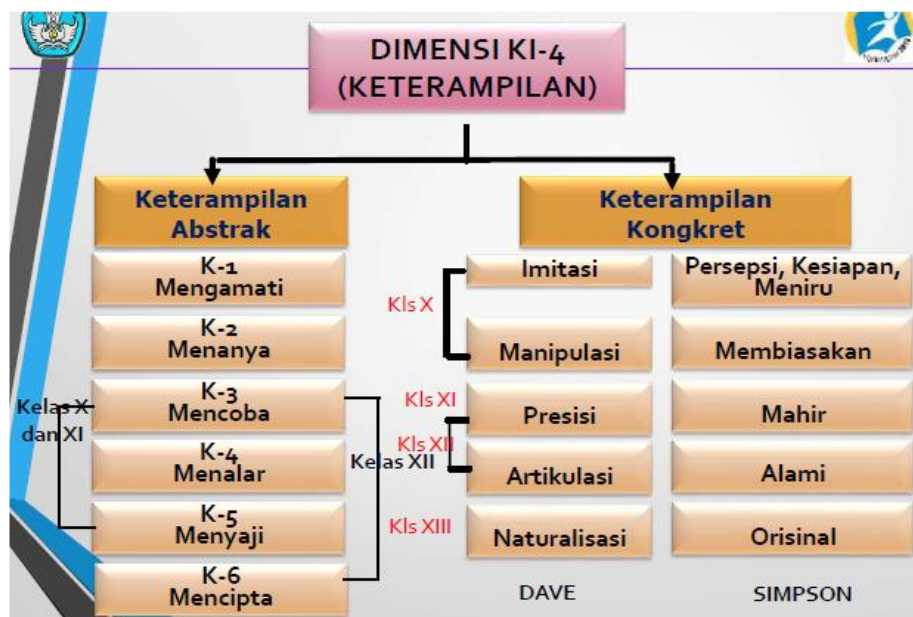 DIMENSI KI-4
(KETERAMPILAN)
Keterampilan
Abstrak
K-1
Mengamati
K-2
Menanya
K-3
Mencoba
K-4
Menalar
K-5
Menyaji
K-6
Mencipta
Kelas X
dan XI
Kelas XII
Keterampilan
Kongkret
Kls X
Kls XI
Kls XII
Kls XIII
Imitasi
Manipulasi
Presisi
Artikulasi
Naturalisasi
DAVE
Persepsi, Kesiapan,
Meniru
Membiasakan
Mahir
Alami
Orisinal
SIMPSON